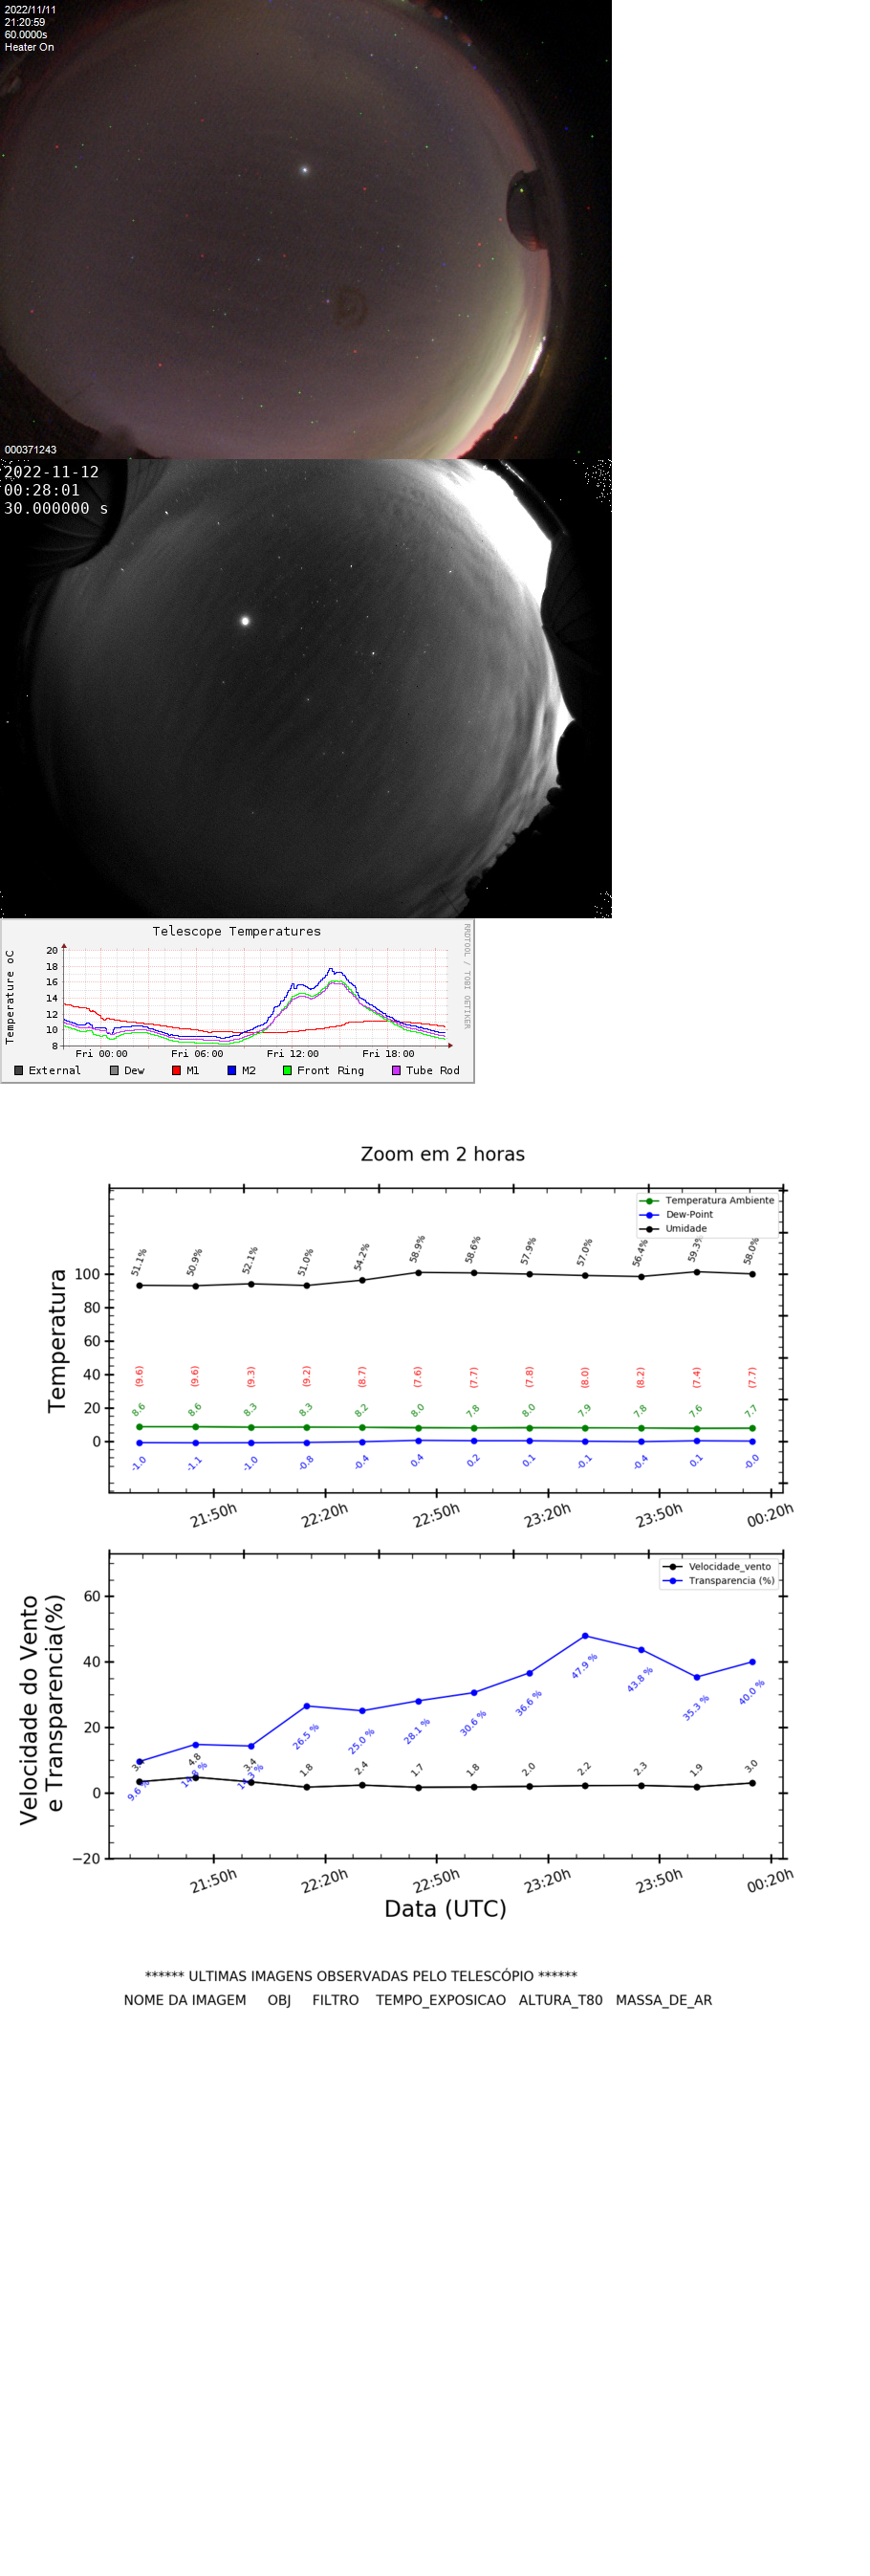 2022/11/11
21:20:59
60.0000s
Heater On
000371243
2022-11-12
00:28:01
30.000000 s
Telescope Temperatures
RRDTOOL / TOBI OETIKER
Temperature oC
20
18
16
14
12
10
8
Fri 00:00 Fri 06:00 Fri 12:00 Fri 18:00
External Dew M1 M2 Front Ring Tube Rod
Zoom em 2 horas
Temperatura Ambiente
Dew-Point
Umidade
Temperatura
100
80
60
40
20
0
51.1% 50.9% 52.1% 51.0% 54.2% 58.9% 58.6% 57.9% 57.0% 56.4% 59.3% 58.0%
(9.6) (9.6) (9.3) (9.2) (8.7) (7.6) (7.7) (7.8) (8.0) (8.2) (7.4) (7.7)
8.6 8.6 8.3 8.3 8.2 8.0 7.8 8.0 7.9 7.8 7.6 7.7
-1.0 -1.1 -1.0 -0.8 -0.4 0.4 0.2 0.1 -0.1 -0.4 0.1 -0.0
21:50h 22:20h 22:50h 23:20h 23:50h 00:20h
Velocidade_vento
Transparencia (%)
Velocidade do Vento
e Transparencia(%)
60
40
20
0
−20
9.6 % 26.5 % 25.0 % 28.1 % 30.6 % 36.6 % 47.9 % 43.8 % 35.3 % 40.0 %
4.8 3.4 1.8 2.4 1.7 1.8 2.0 2.2 2.3 1.9 3.0
21:50h 22:20h 22:50h 23:20h 23:50h 00:20h
Data (UTC)
****** ULTIMAS IMAGENS OBSERVADAS PELO TELESCÓPIO ******
NOME DA IMAGEM OBJ FILTRO TEMPO_EXPOSICAO ALTURA_T80 MASSA_DE_AR